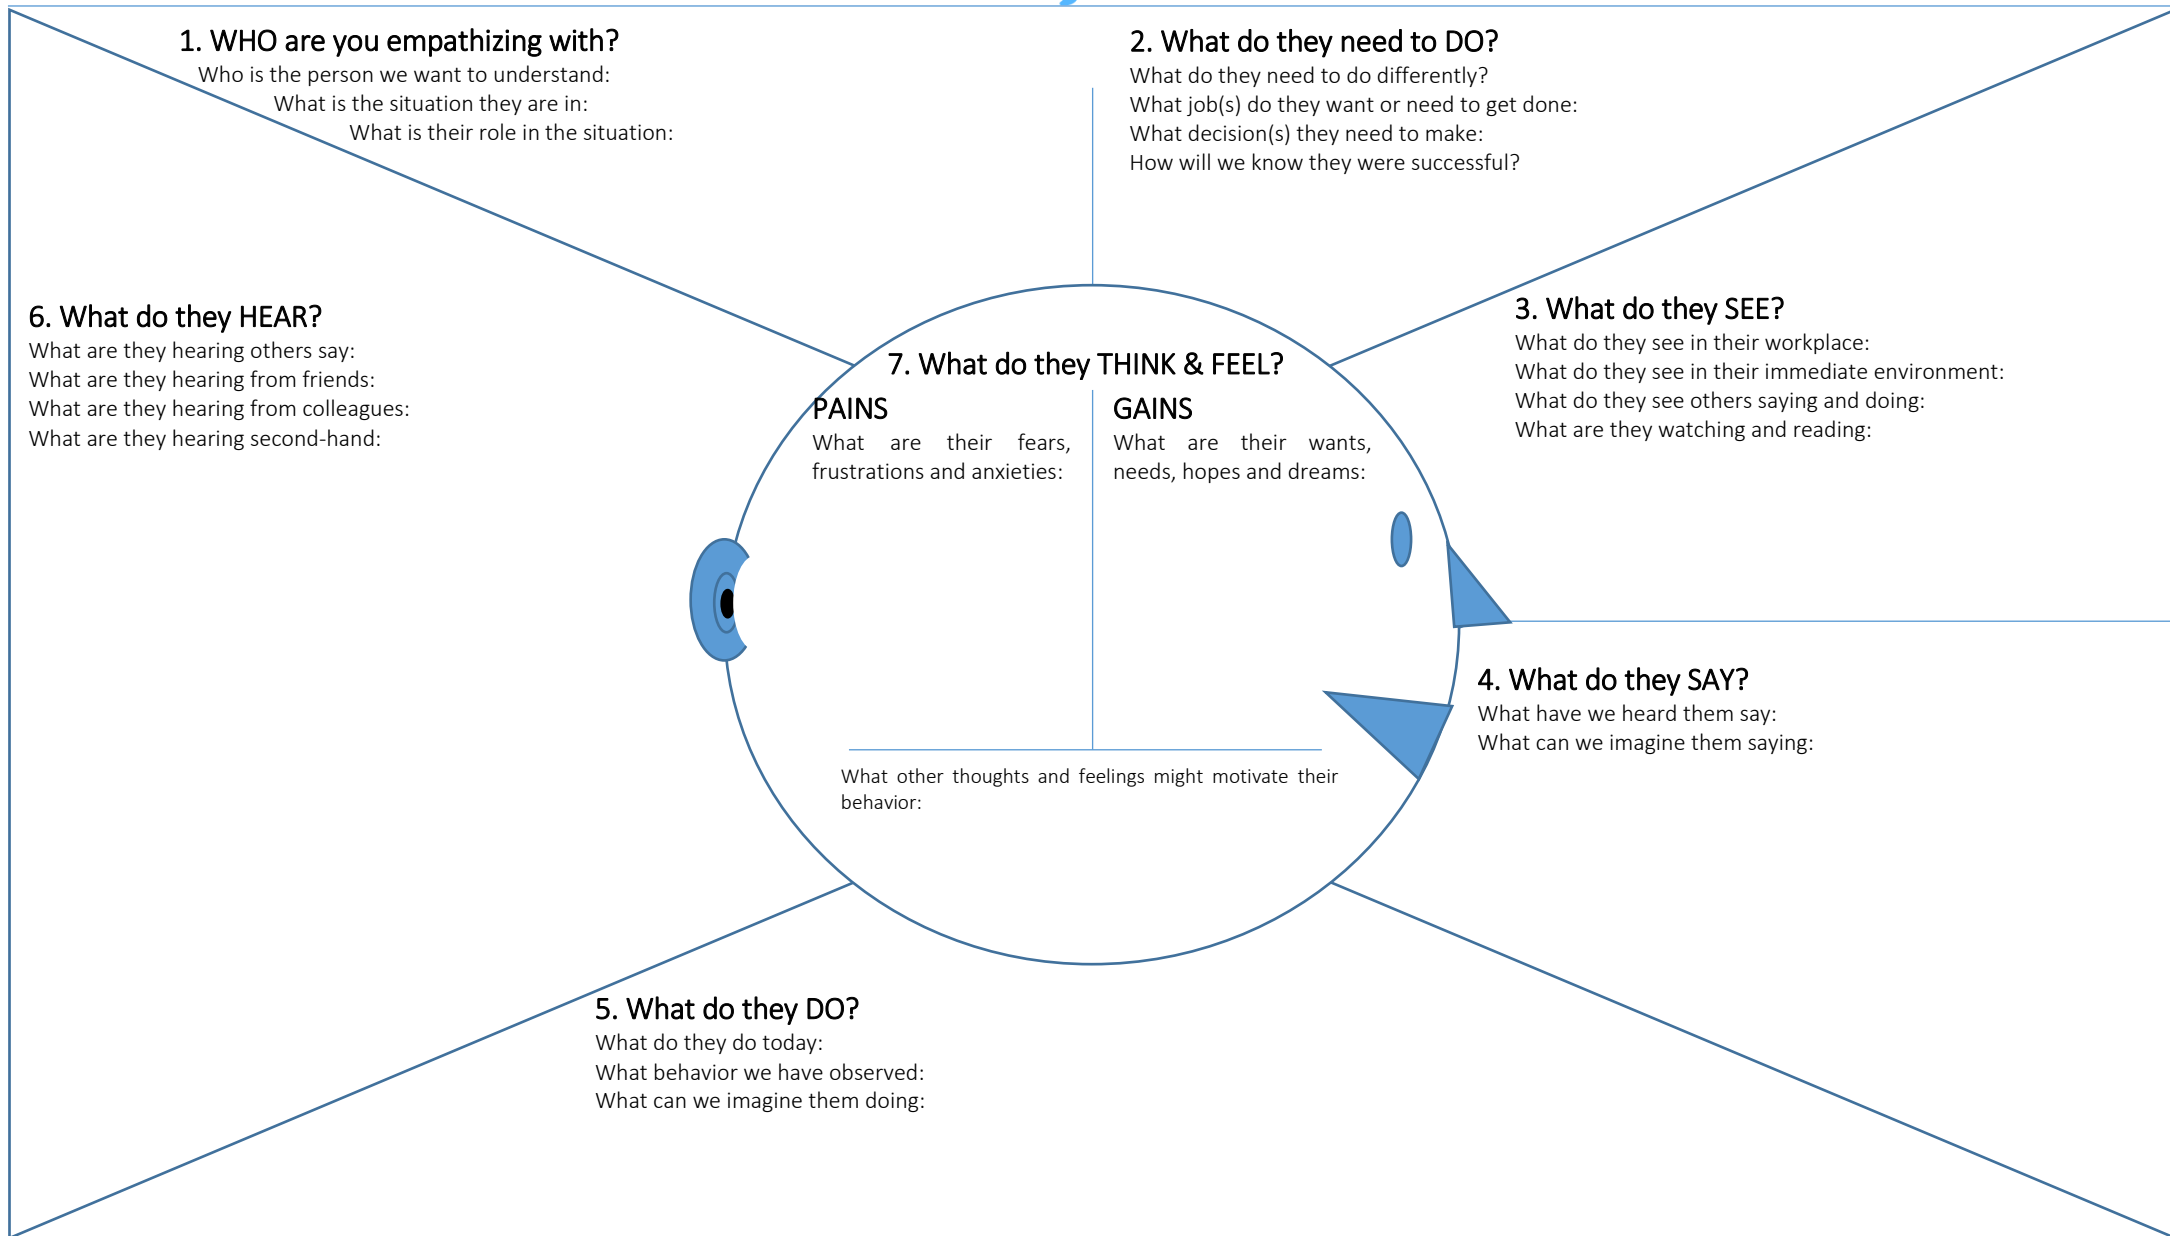 1. WHO are you empathizing with?
Who is the person we want to understand:
What is the situation they are in:
What is their role in the situation:
2. What do they need to DO?
What do they need to do differently?
What job(s) do they want or need to get done:
What decision(s) they need to make:
How will we know they were successful?
3. What do they SEE?
What do they see in their workplace:
What do they see in their immediate environment:
What do they see others saying and doing:
What are they watching and reading:
4. What do they SAY?
What have we heard them say:
What can we imagine them saying:
5. What do they DO?
What do they do today:
What behavior we have observed:
What can we imagine them doing:
6. What do they HEAR?
What are they hearing others say:
What are they hearing from friends:
What are they hearing from colleagues:
What are they hearing second-hand:
7. What do they THINK & FEEL?
PAINS
What are their fears,
frustrations and anxieties:
GAINS
What are their wants,
needs, hopes and dreams:
What other thoughts and feelings might motivate their
behavior: